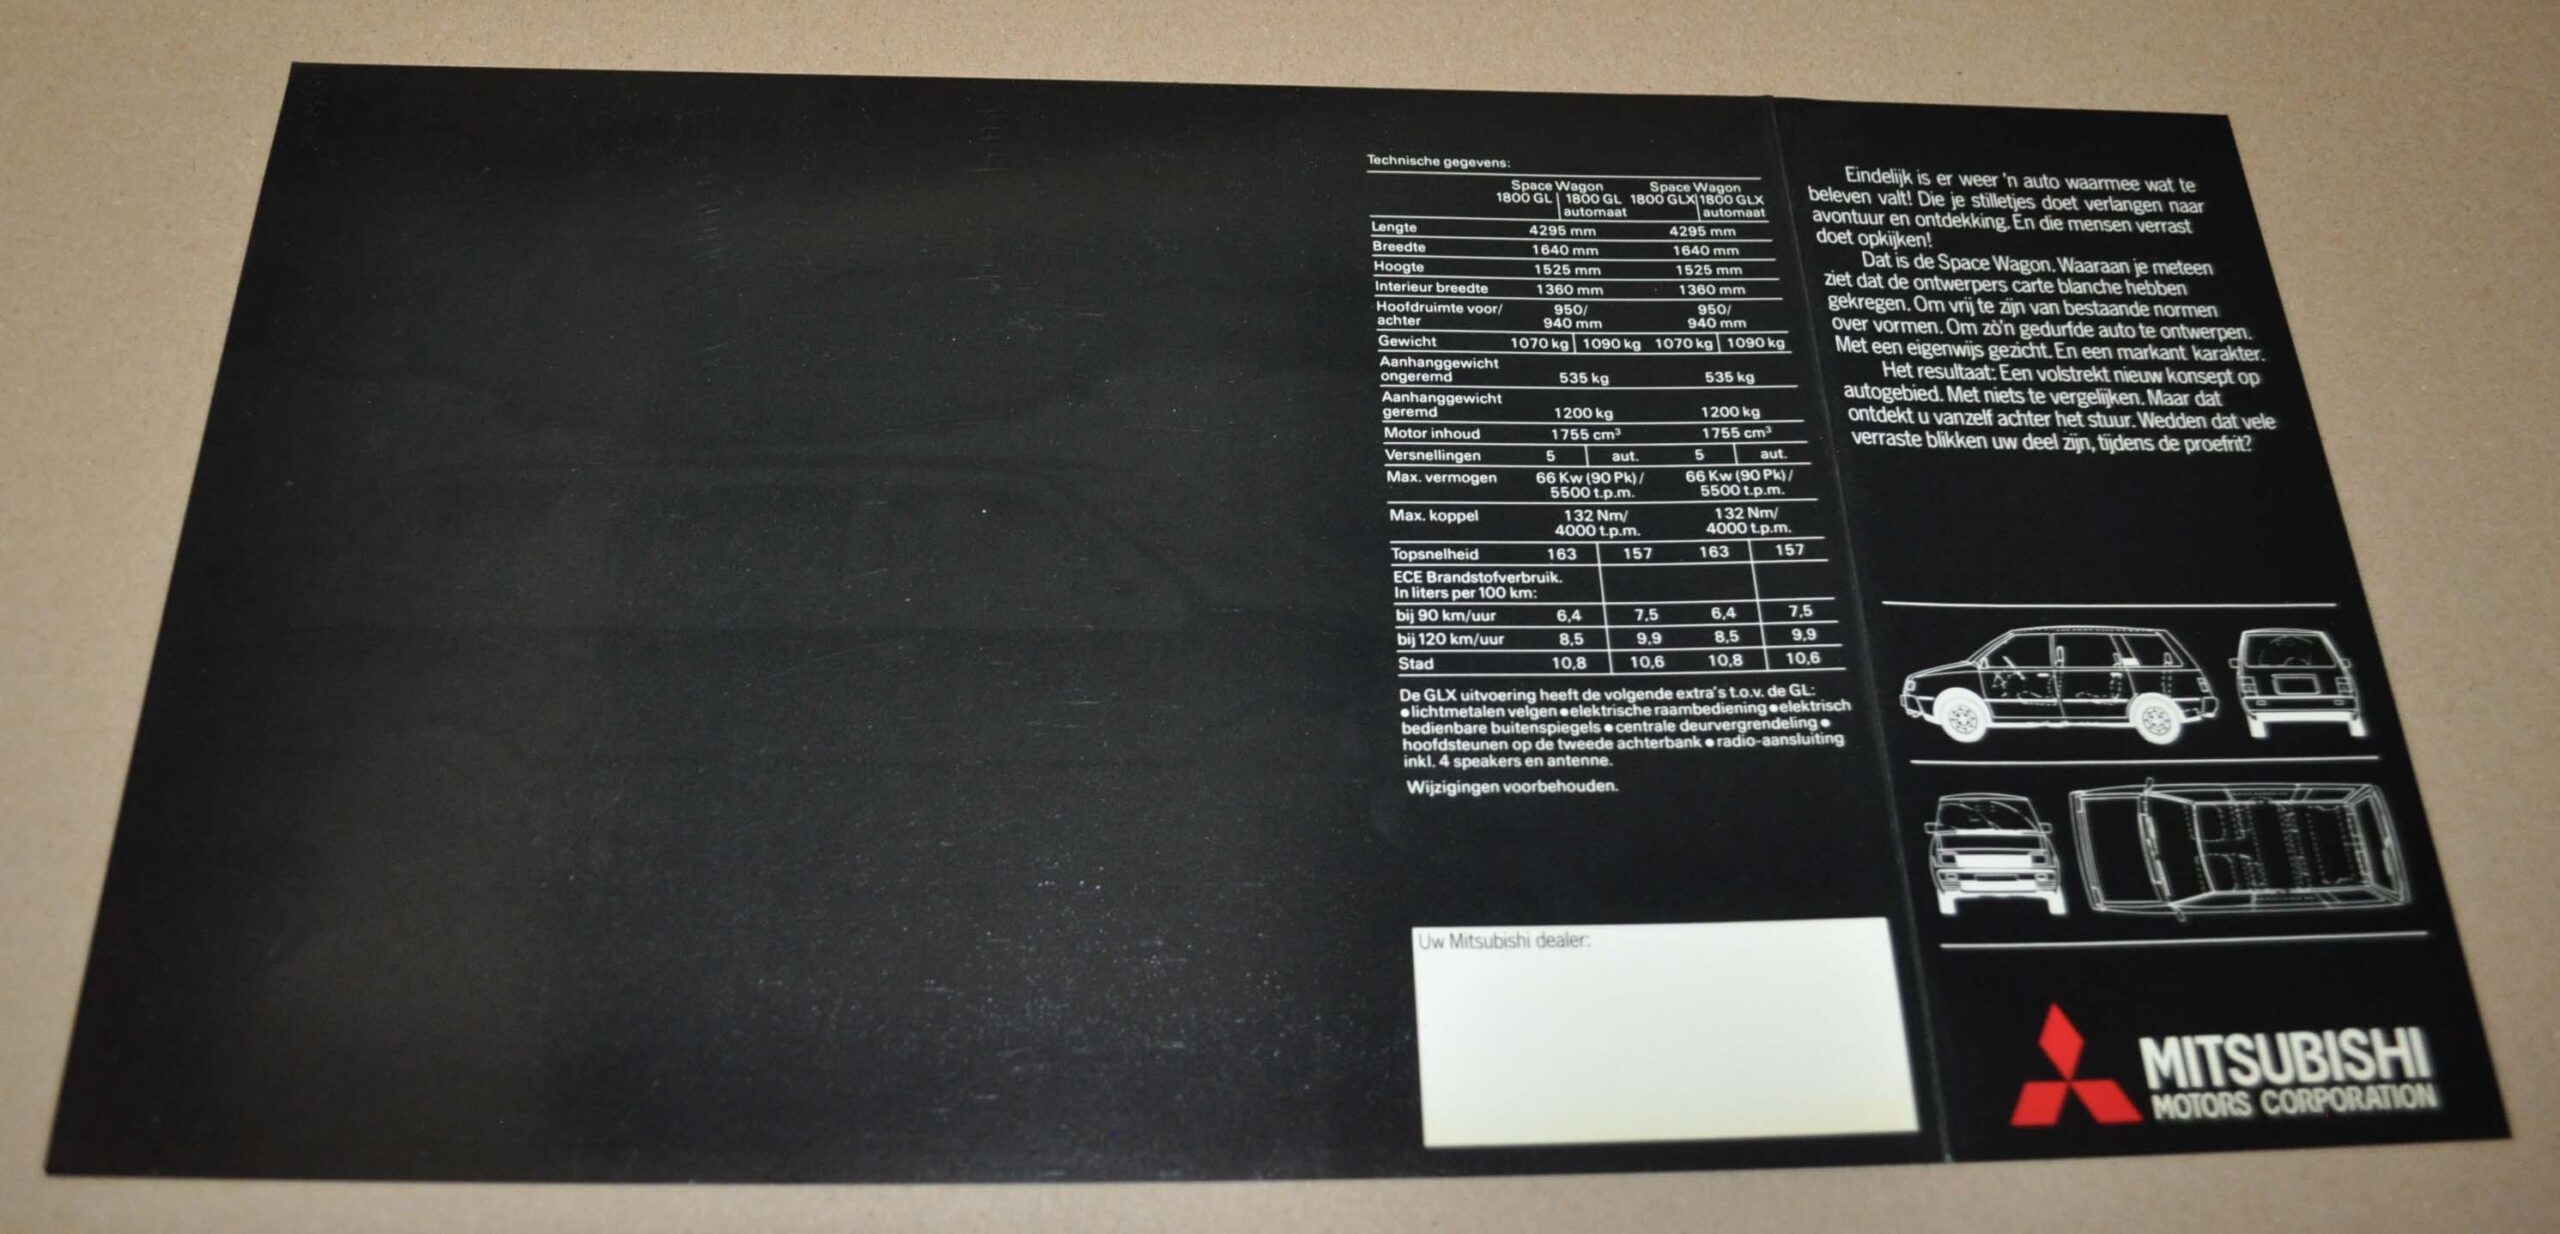 Technische gegevens:
Space Wagon Space Wagon
1800 GL 1800 GL 1800 GLX 1800 GLX
automaat automaat
Lengte 4295 mm 4295 mm
Breedte 1640 mm 1640 mm
Hoogte 1525 mm 1525 mm
Interieur breedte 1360 mm 1360 mm
Hoofdruimte voor/ 950/ 950/
achter 940 mm 940 mm
Gewicht 1070 kg 1090 kg 1070 kg 1090 kg
Aanhanggewicht
ongeremd 535 kg 535 kg
Aanhanggewicht
geremd 1200 kg 1200 kg
Motor inhoud 1755 cm³ 1755 cm³
Versnellingen 5 aut. 5 aut.
Max. vermogen 66 Kw (90 Pk)/ 66 Kw (90 Pk)/
5500 t.p.m. 5500 t.p.m.
Max. koppel 132 Nm/ 132 Nm/
4000 t.p.m. 4000 t.p.m.
Topsnelheid 163 157 163 157
ECE Brandstofverbruik.
In liters per 100 km:
bij 90 km/uur 6,4 7,5 6,4 7,5
bij 120 km/uur 8,5 9,9 8,5 9,9
Stad 10,8 10,6 10,8 10,6
De GLX uitvoering heeft de volgende extra's t.o.v. de GL:
● lichtmetalen velgen ● elektrische raambediening ● elektrisch
bedienbare buitenspiegels ● centrale deurvergrendeling ●
hoofdsteunen op de tweede achterbank ● radio-aansluiting
inkl. 4 speakers en antenne.
Wijzigingen voorbehouden.
Uw Mitsubishi dealer:
Eindelijk is er weer 'n auto waarmee wat te
beleven valt! Die je stilletjes doet verlangen naar
avontuur en ontdekking. En die mensen verrast
doet opkijken!
Dat is de Space Wagon. Waaraan je meteen
ziet dat de ontwerpers carte blanche hebben
gekregen. Om vrij te zijn van bestaande normen
over vormen. Om zò'n gedurfde auto te ontwerpen.
Met een eigenwijs gezicht. En een markant karakter.
Het resultaat: Een volstrekt nieuw konsept op
autogebied. Met niets te vergelijken. Maar dat
ontdekt u vanzelf achter het stuur. Wedden dat vele
verraste blikken uw deel zijn, tijdens de proefrit?
MITSUBISHI
MOTORS CORPORATION